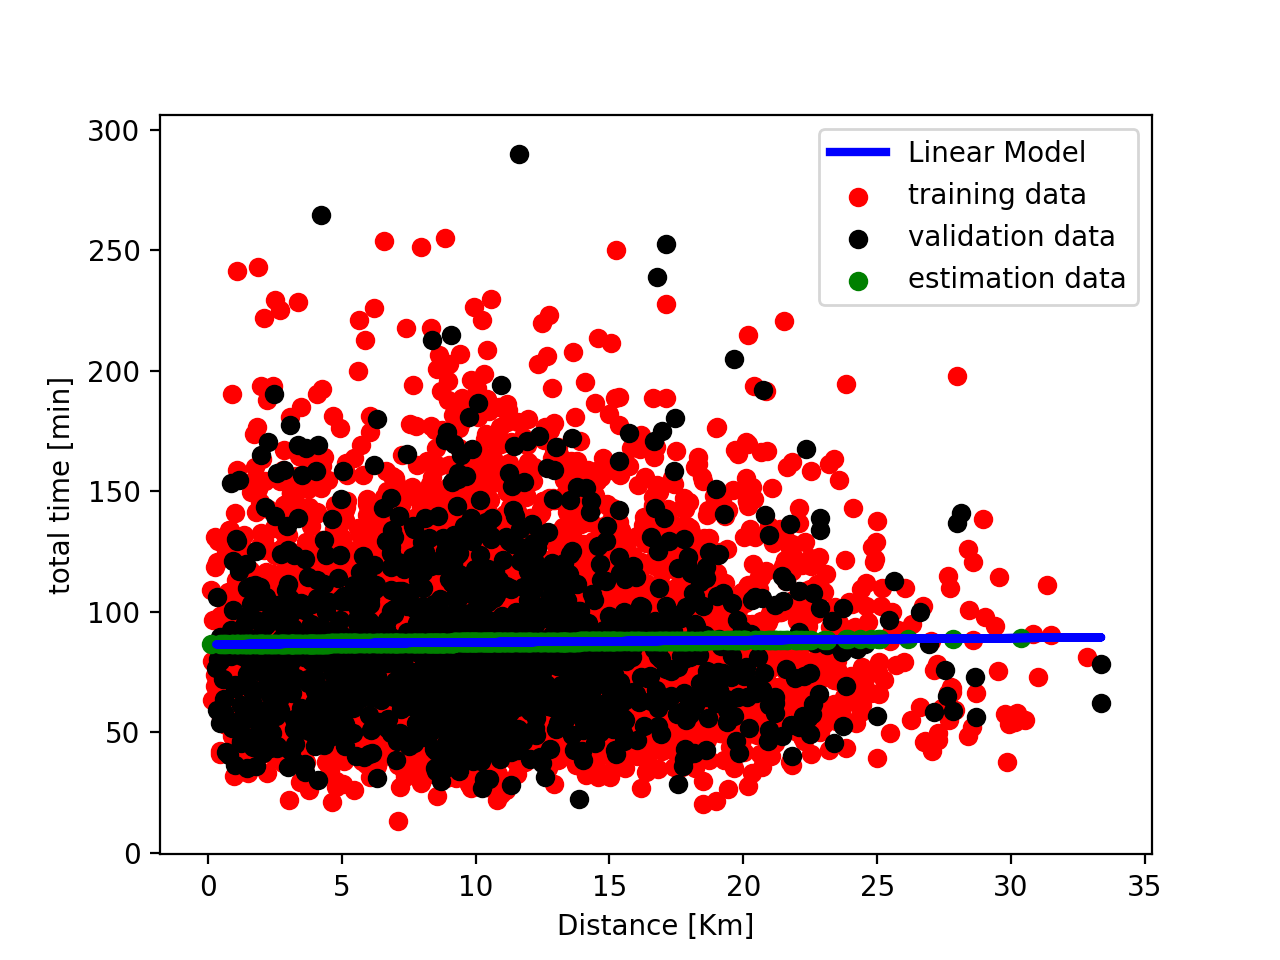 300
250
200
150
100
50
0
total time [min]
Linear Model
training data
validation data
estimation data
0 5 10 15 20 25 30 35
Distance [Km]